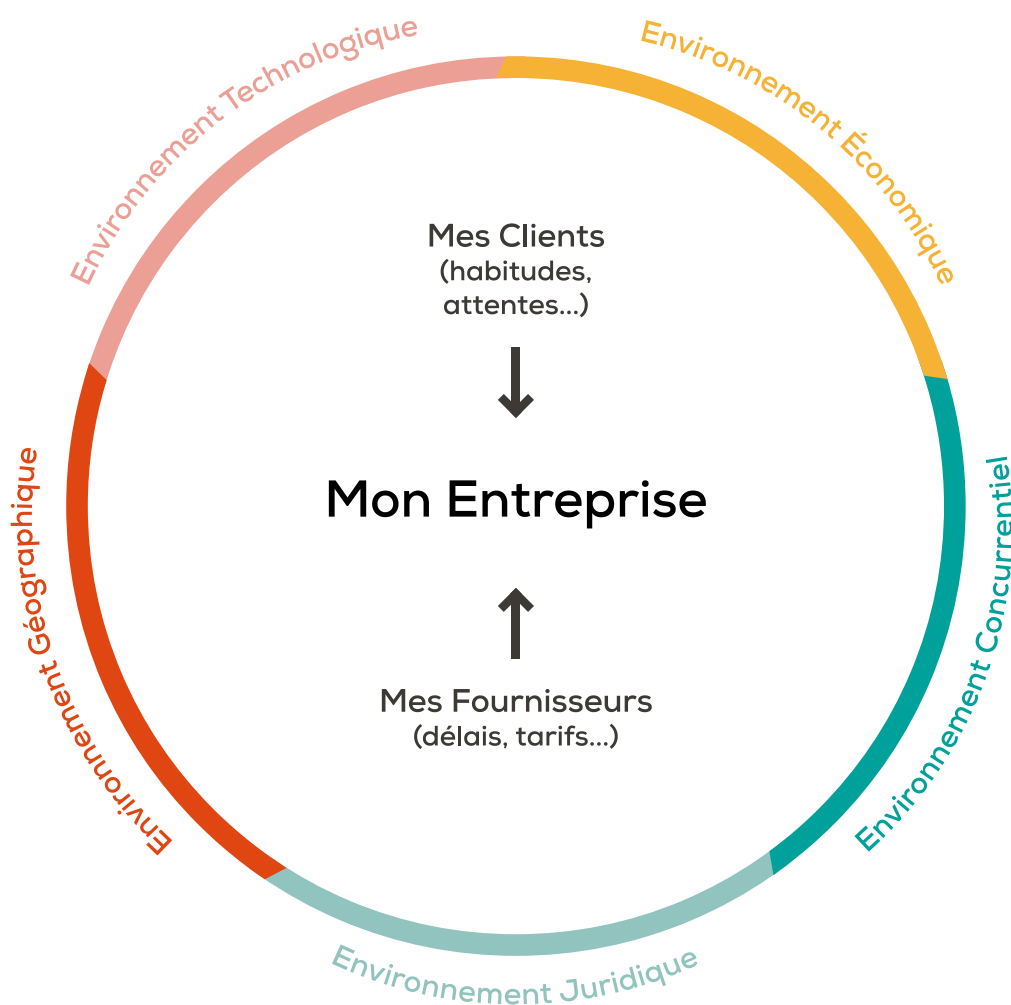 Environnement Technologique
Environnement Économique
Mes Clients
(habitudes,
attentes...)
Mon Entreprise
Environnement Géographique
Environnement Concurrentiel
Mes Fournisseurs
(délais, tarifs...)
Environnement Juridique